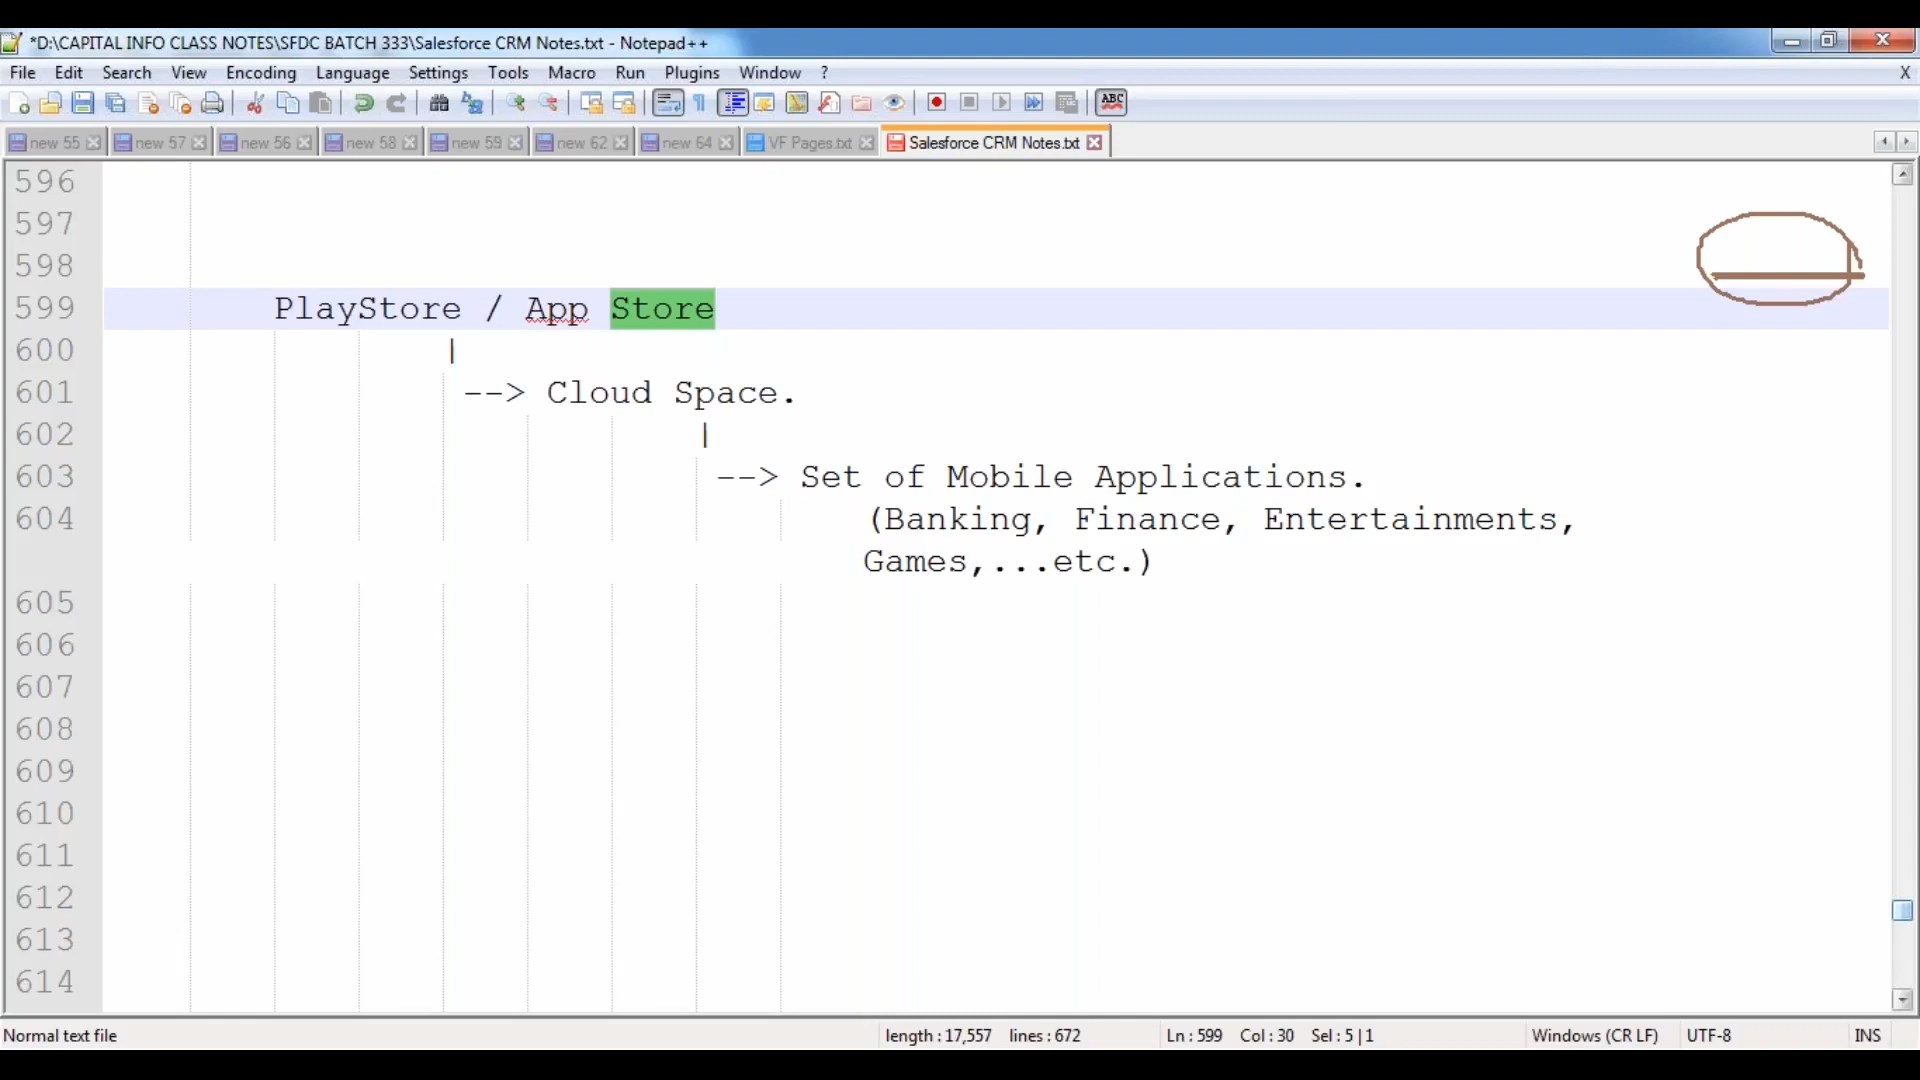 *D:\CAPITAL INFO CLASS NOTES\SFDC BATCH 333\Salesforce CRM Notes.txt - Notepad++
File Edit Search View Encoding Language Settings Tools Macro Run Plugins Window ? X
ABC
new 55 new 57 new 56 new 58 new 59 new 62 new 64 VF Pages.txt Salesforce CRM Notes.txt
596
597
598
599 PlayStore / App Store
600 |
601 --> Cloud Space.
602 |
603 --> Set of Mobile Applications.
604 (Banking, Finance, Entertainments,
Games,...etc.)
605
606
607
608
609
610
611
612
613
614
Normal text file length : 17,557 lines : 672 Ln : 599 Col : 30 Sel : 5 | 1 Windows (CR LF) UTF-8 INS